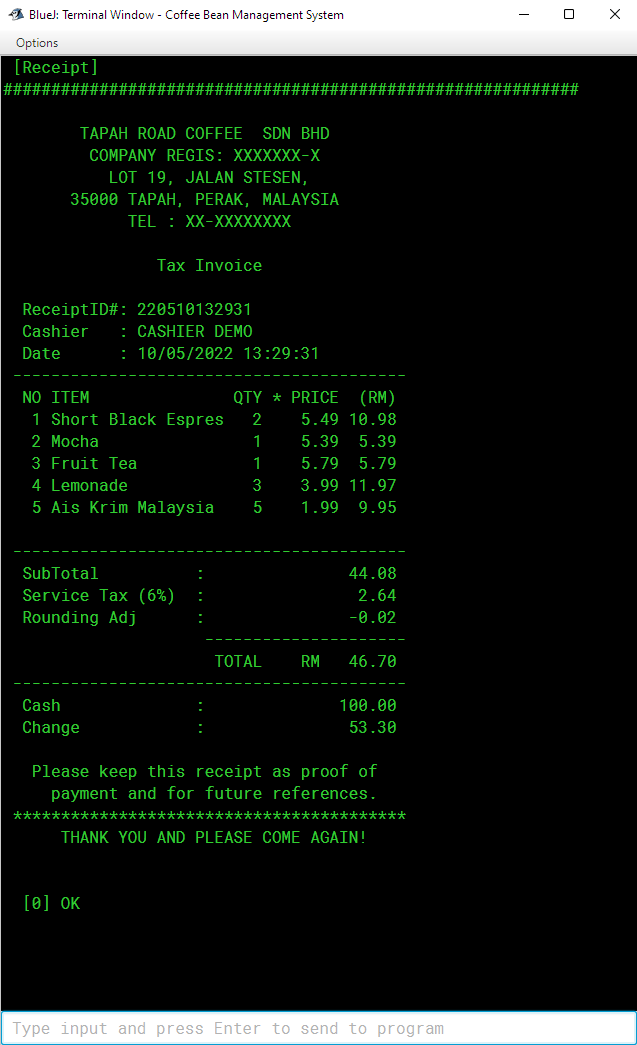 BlueJ: Terminal Window - Coffee Bean Management System
Options
[Receipt]
############################################################
TAPAH ROAD COFFEE  SDN BHD
COMPANY REGIS: XXXXXXX-X
LOT 19, JALAN STESEN,
35000 TAPAH, PERAK, MALAYSIA
TEL : XX-XXXXXXXX
Tax Invoice
ReceiptID#: 220510132931
Cashier   : CASHIER DEMO
Date      : 10/05/2022 13:29:31
-----------------------------------------
NO ITEM               QTY * PRICE  (RM)
1 Short Black Espres   2    5.49 10.98
2 Mocha                1    5.39  5.39
3 Fruit Tea            1    5.79  5.79
4 Lemonade             3    3.99 11.97
5 Ais Krim Malaysia    5    1.99  9.95
-----------------------------------------
SubTotal          :               44.08
Service Tax (6%)  :                2.64
Rounding Adj      :               -0.02
---------------------
TOTAL    RM   46.70
-----------------------------------------
Cash              :              100.00
Change            :               53.30
Please keep this receipt as proof of
payment and for future references.
*****************************************
THANK YOU AND PLEASE COME AGAIN!
[0] OK
Type input and press Enter to send to program